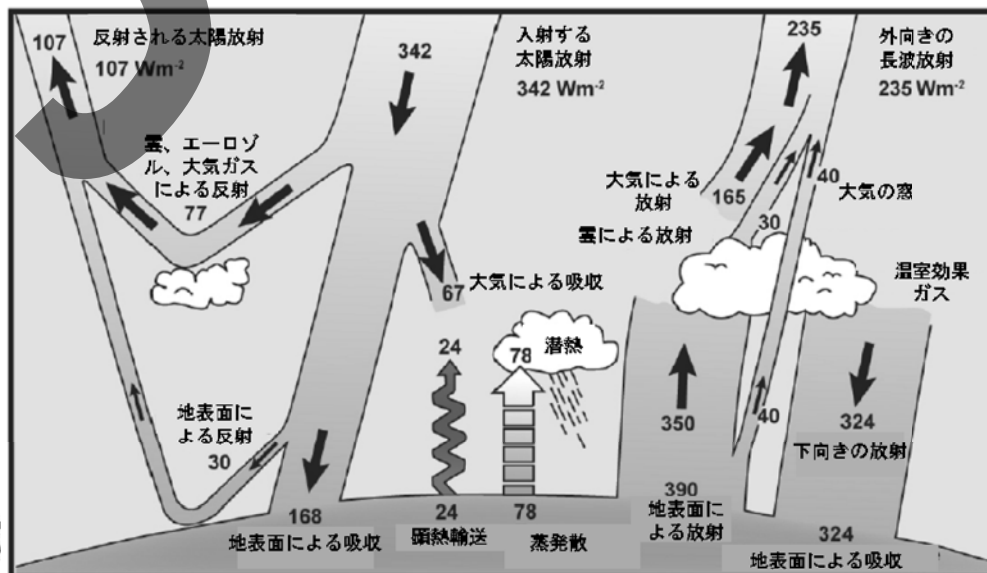 107
反射される太陽放射
107 Wm-2
342
入射する
太陽放射
342 Wm-2
235
外向きの
長波放射
235 Wm-2
雲、エーロゾ
ル、大気ガス
による反射
77
大気による
放射
165
40
大気の窓
30
雲による放射
67
大気による吸収
温室効果
ガス
24
78
潜熱
350
40
324
下向きの放射
地表面に
よる反射
30
168
地表面による吸収
24
顕熱輸送
78
蒸発散
390
地表面に
よる放射
324
地表面による吸収